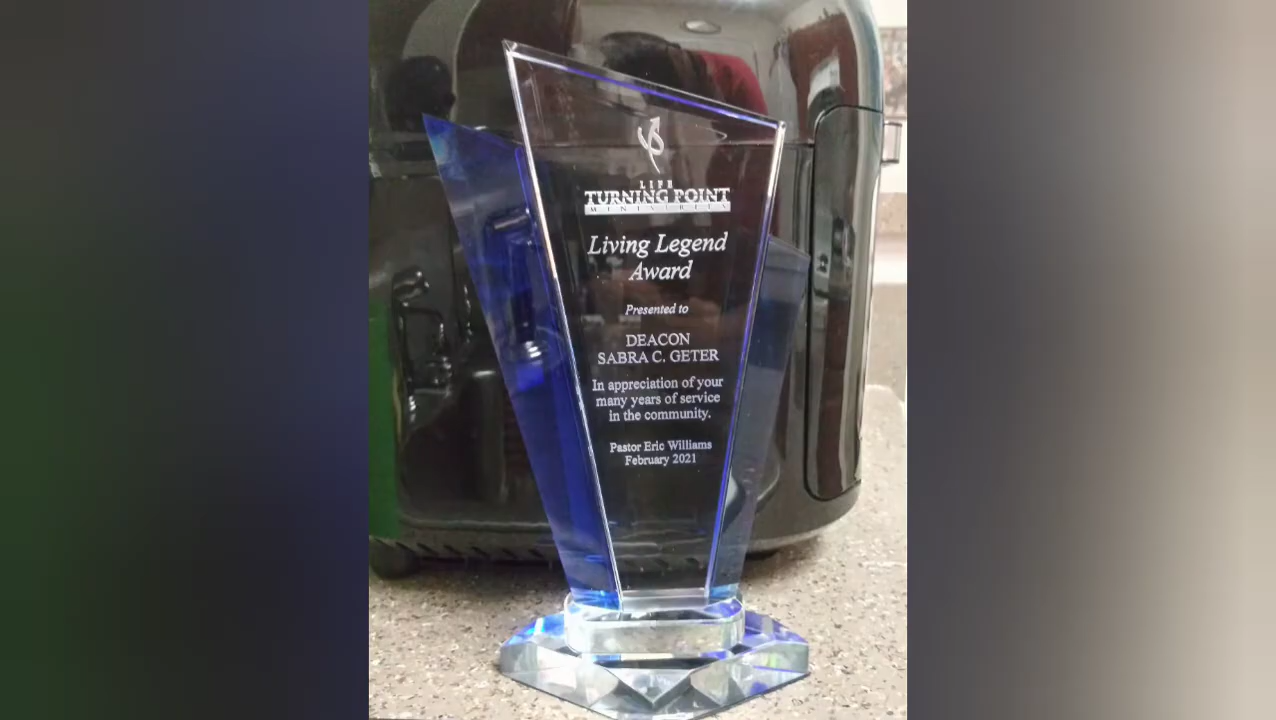 LIFE
TURNING POINT
MINISTRIES
Living Legend
Award
Presented to
DEACON
SABRA C. GETER
In appreciation of your
many years of service
in the community.
Pastor Eric Williams
February 2021